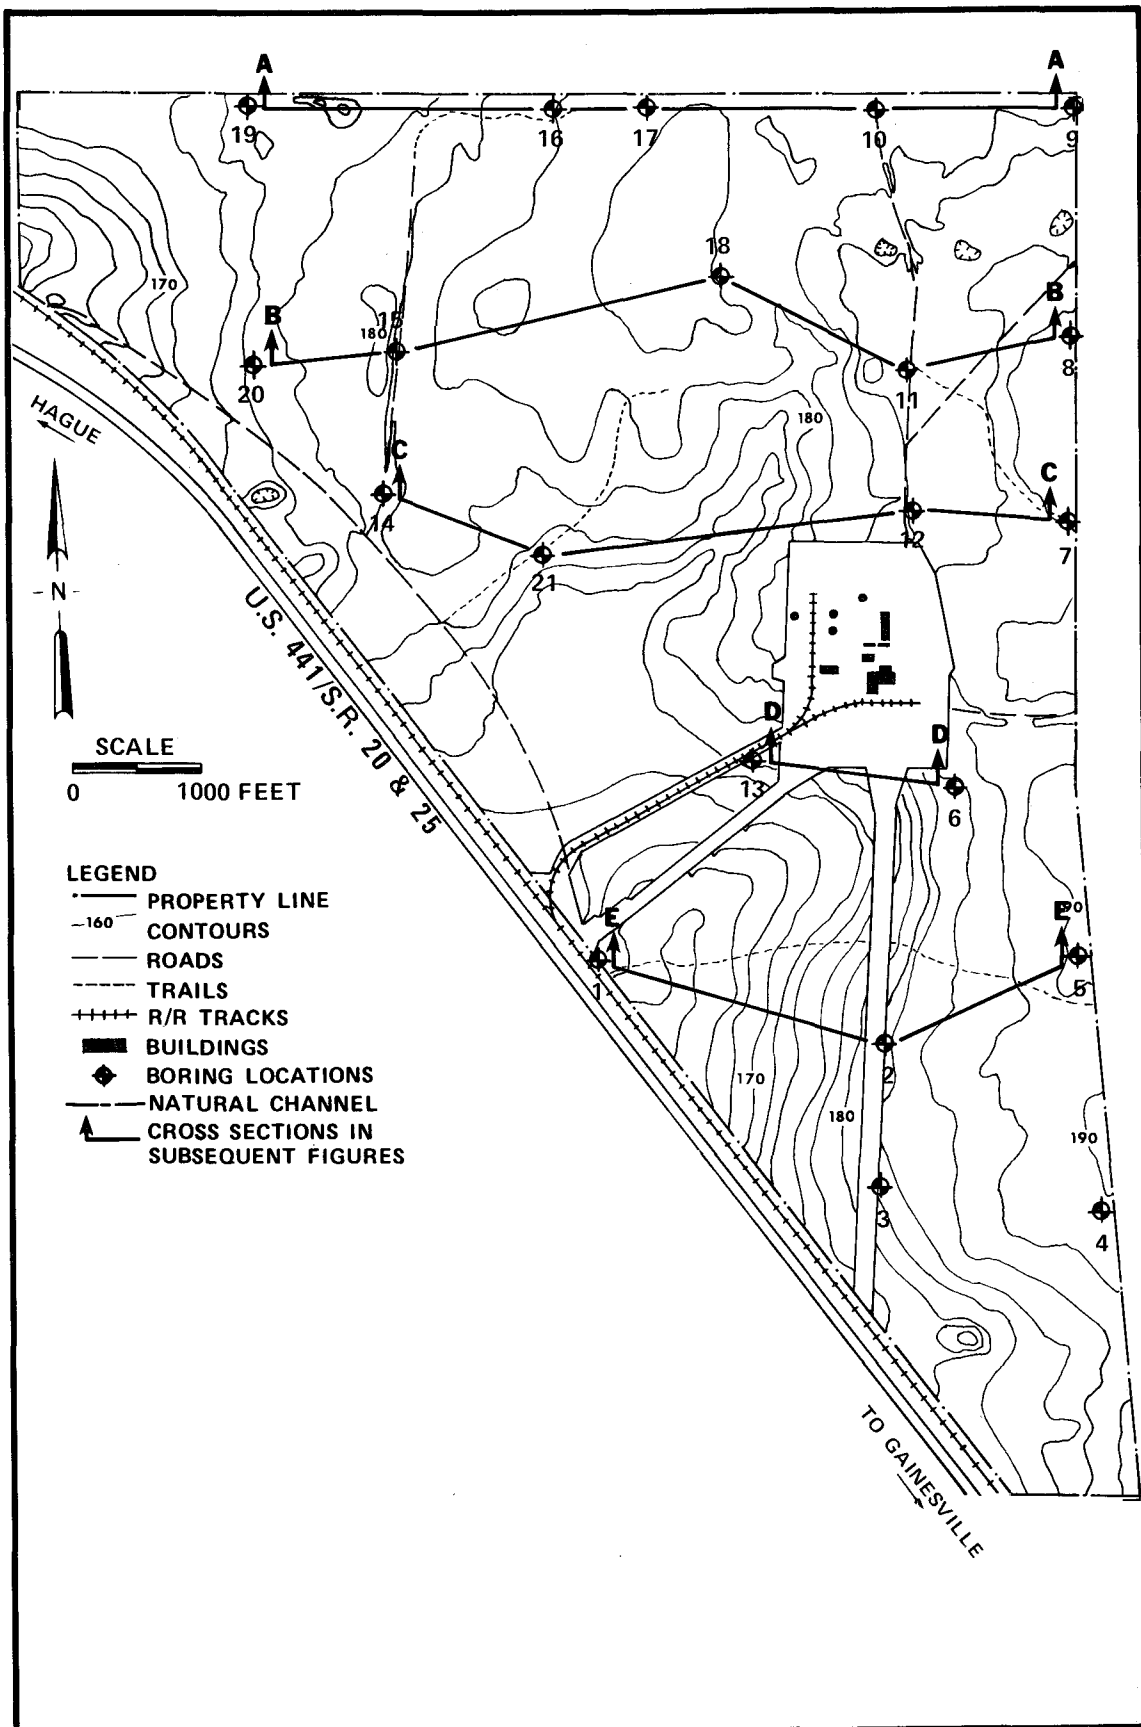 A A
19 16 17 10 9
18
170
B 15 B
180
20 11 8
HAGUE
180
C C
14 12 7
21
N
U.S. 441/S.R. 20 & 25
D D
SCALE
0 1000 FEET
13 6
LEGEND
PROPERTY LINE
160 CONTOURS
ROADS
TRAILS
R/R TRACKS
BUILDINGS
BORING LOCATIONS
NATURAL CHANNEL
CROSS SECTIONS IN
SUBSEQUENT FIGURES
E E
1 5
2
170
180
190
3
4
TO GAINESVILLE